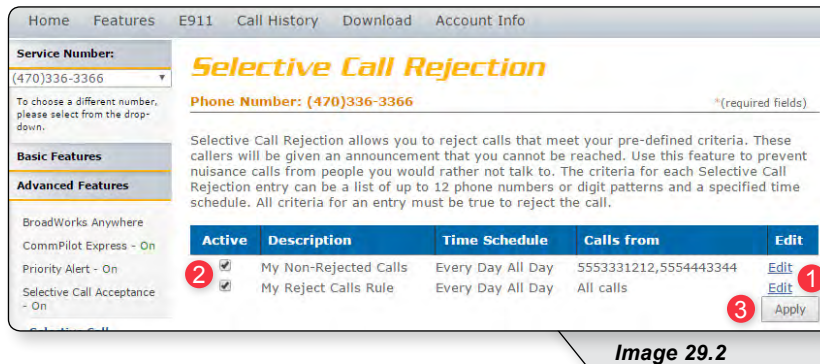 Home Features E911 Call History Download Account Info
Service Number:
(470)336-3366
To choose a different number,
please select from the drop-
down.
Basic Features
Advanced Features
BroadWorks Anywhere
CommPilot Express - On
Priority Alert - On
Selective Call Acceptance
- On
Selective Call Rejection
Phone Number: (470)336-3366 *(required fields)
Selective Call Rejection allows you to reject calls that meet your pre-defined criteria. These
callers will be given an announcement that you cannot be reached. Use this feature to prevent
nuisance calls from people you would rather not talk to. The criteria for each Selective Call
Rejection entry can be a list of up to 12 phone numbers or digit patterns and a specified time
schedule. All criteria for an entry must be true to reject the call.
Active Description Time Schedule Calls from Edit
2 My Non-Rejected Calls Every Day All Day 5553331212,5554443344 Edit 1
My Reject Calls Rule Every Day All Day All calls Edit
3 Apply
Image 29.2